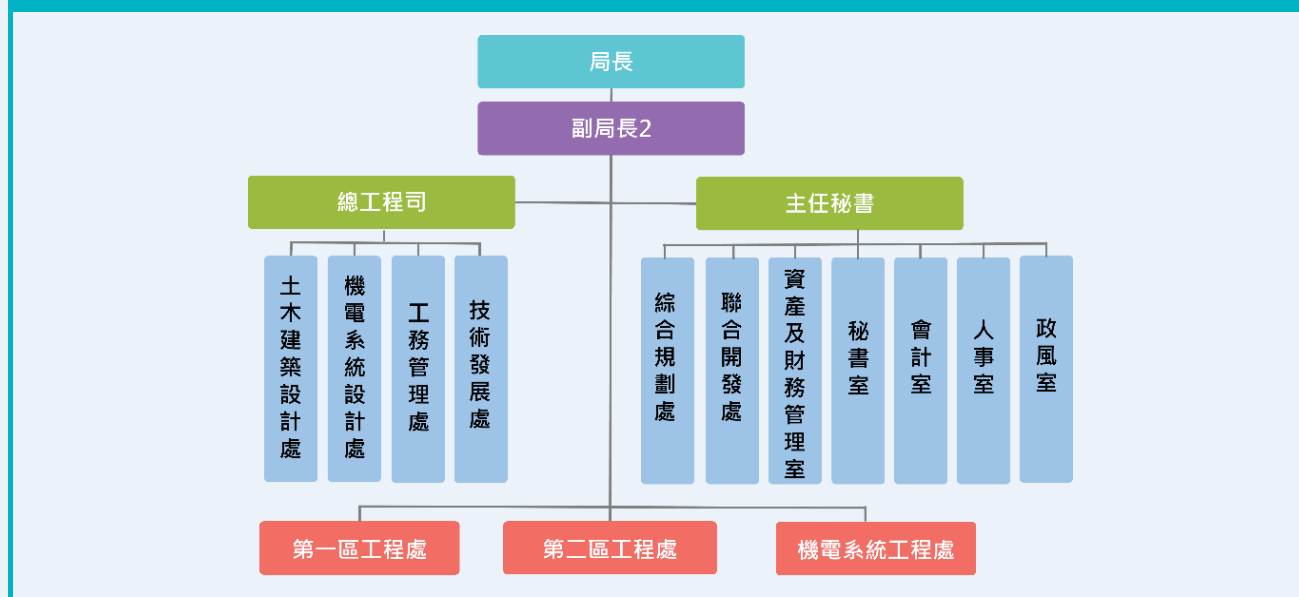 局長
副局長2
總工程司
主任秘書
土木建築設計處
機電系統設計處
工務管理處
技術發展處
綜合規劃處
聯合開發處
資產及財務管理室
秘書室
會計室
人事室
政風室
第一區工程處
第二區工程處
機電系統工程處